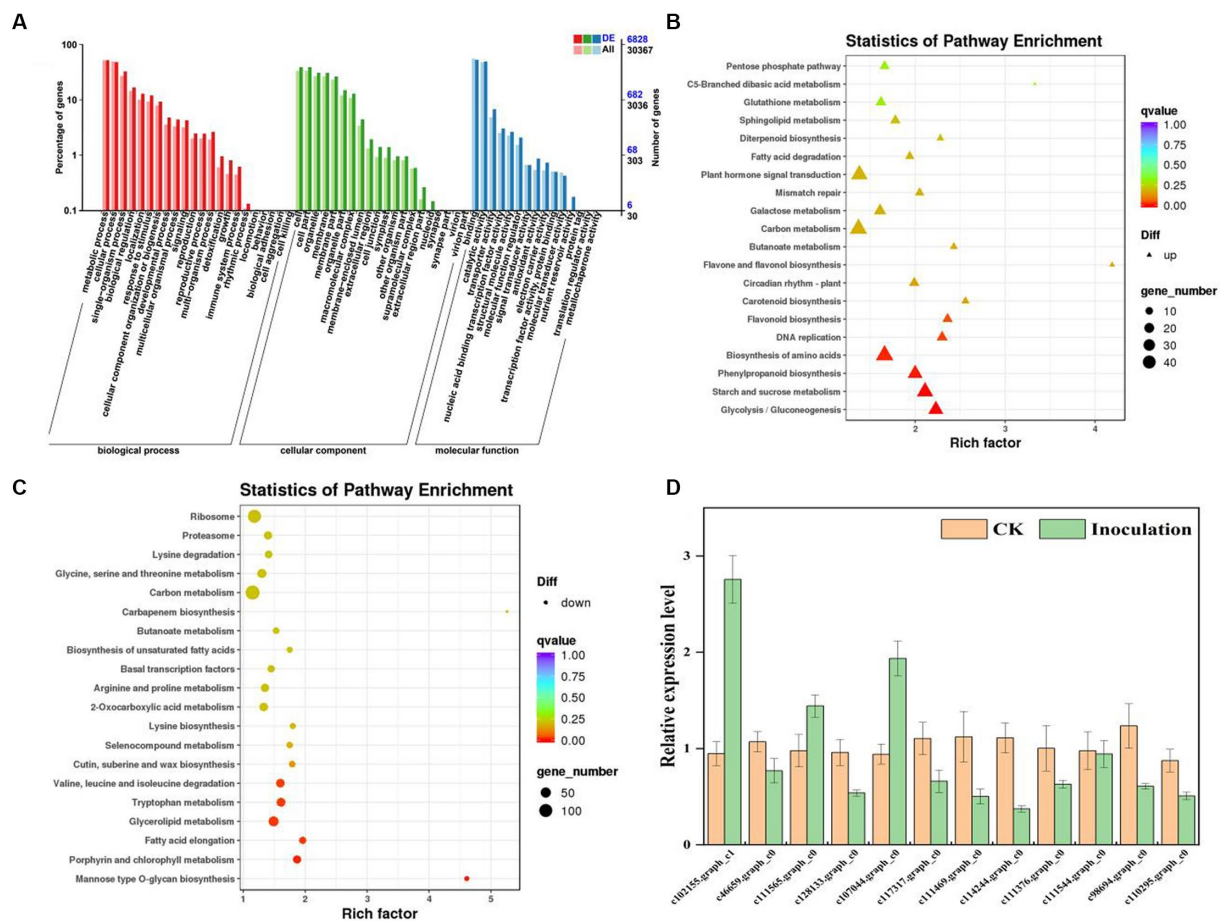 A
100
10
1
0.1
Percentage of genes
DE
All
6828
30367
682
3036
68
303
6
30
Number of genes
metabolic process
cellular process
single-organism process
biological regulation
localization
response to stimulus
cellular component organization or biogenesis
developmental process
multicellular organismal process
signaling
reproduction
reproductive process
multi-organism process
detoxification
growth
immune system process
rhythmic process
locomotion
behavior
biological adhesion
cell aggregation
cell killing
cell
cell part
organelle
membrane
membrane part
organelle part
macromolecular complex
membrane-enclosed lumen
extracellular region
cell junction
symplast
other organism
other organism part
supramolecular complex
extracellular region part
nucleoid
synapse
synapse part
virion
virion part
binding
catalytic activity
transporter activity
nucleic acid binding transcription factor activity
structural molecule activity
molecular function regulator
signal transducer activity
antioxidant activity
electron carrier activity
transcription factor activity, protein binding
molecular transducer activity
nutrient reservoir activity
protein tag
translation regulator activity
metallochaperone activity
biological process
cellular component
molecular function
B
Statistics of Pathway Enrichment
Pentose phosphate pathway
C5-Branched dibasic acid metabolism
Glutathione metabolism
Sphingolipid metabolism
Diterpenoid biosynthesis
Fatty acid degradation
Plant hormone signal transduction
Mismatch repair
Galactose metabolism
Carbon metabolism
Butanoate metabolism
Flavone and flavonol biosynthesis
Circadian rhythm - plant
Carotenoid biosynthesis
Flavonoid biosynthesis
DNA replication
Biosynthesis of amino acids
Phenylpropanoid biosynthesis
Starch and sucrose metabolism
Glycolysis / Gluconeogenesis
2
3
4
Rich factor
qvalue
1.00
0.75
0.50
0.25
0.00
Diff
up
gene_number
10
20
30
40
C
Statistics of Pathway Enrichment
Ribosome
Proteasome
Lysine degradation
Glycine, serine and threonine metabolism
Carbon metabolism
Carbapenem biosynthesis
Butanoate metabolism
Biosynthesis of unsaturated fatty acids
Basal transcription factors
Arginine and proline metabolism
2-Oxocarboxylic acid metabolism
Lysine biosynthesis
Selenocompound metabolism
Cutin, suberine and wax biosynthesis
Valine, leucine and isoleucine degradation
Tryptophan metabolism
Glycerolipid metabolism
Fatty acid elongation
Porphyrin and chlorophyll metabolism
Mannose type O-glycan biosynthesis
1
2
3
4
5
Rich factor
Diff
down
qvalue
1.00
0.75
0.50
0.25
0.00
gene_number
50
100
D
CK
Inoculation
3
2
1
0
Relative expression level
c102155.graph_c1
c46659.graph_c0
c111565.graph_c0
c128133.graph_c0
c107044.graph_c0
c117317.graph_c0
c111469.graph_c0
c114244.graph_c0
c111376.graph_c0
c111544.graph_c0
c98694.graph_c0
c110295.graph_c0